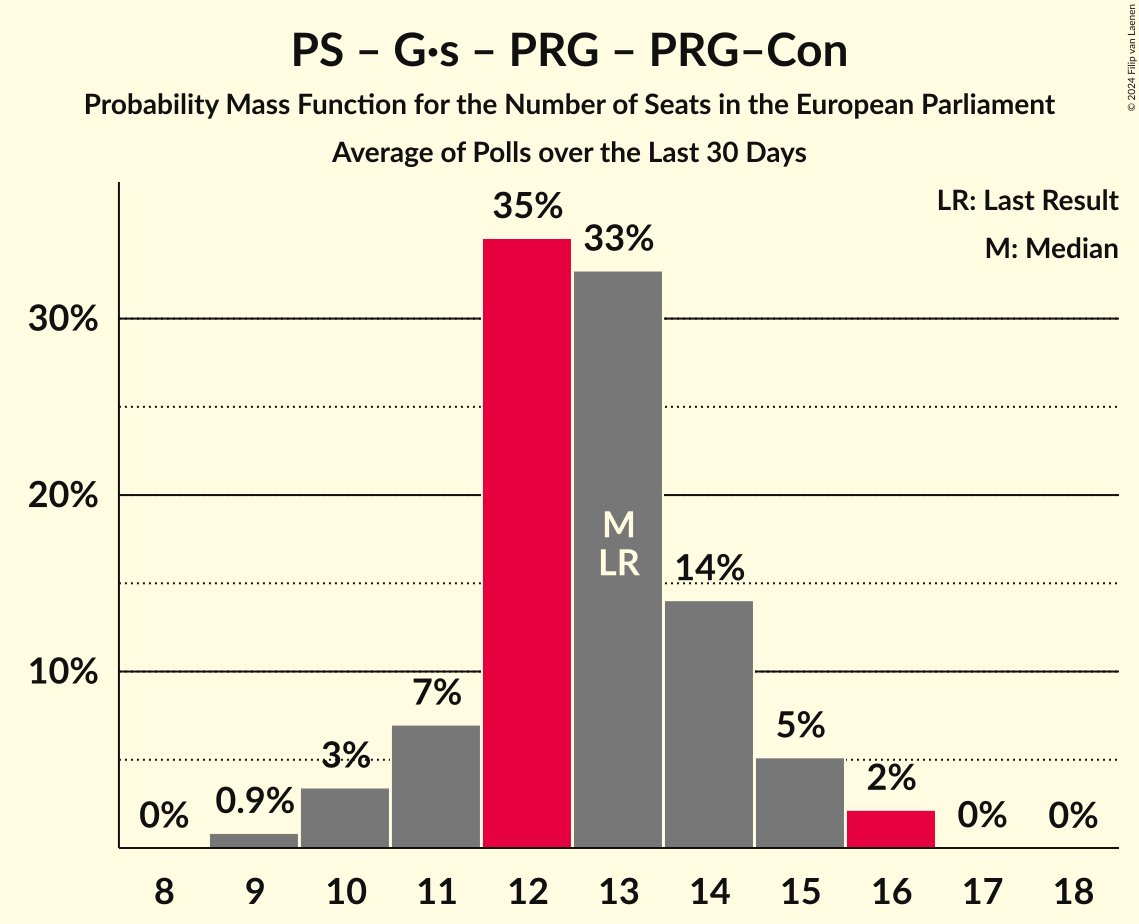 PS – G·s – PRG – PRG–Con
Probability Mass Function for the Number of Seats in the European Parliament
Average of Polls over the Last 30 Days
© 2024 Filip van Laenen
LR: Last Result
M: Median
35%
33%
30%
20%
M
LR
14%
10%
7%
5%
3%
2%
0.9%
0%
0%
0%
8 9 10 11 12 13 14 15 16 17 18